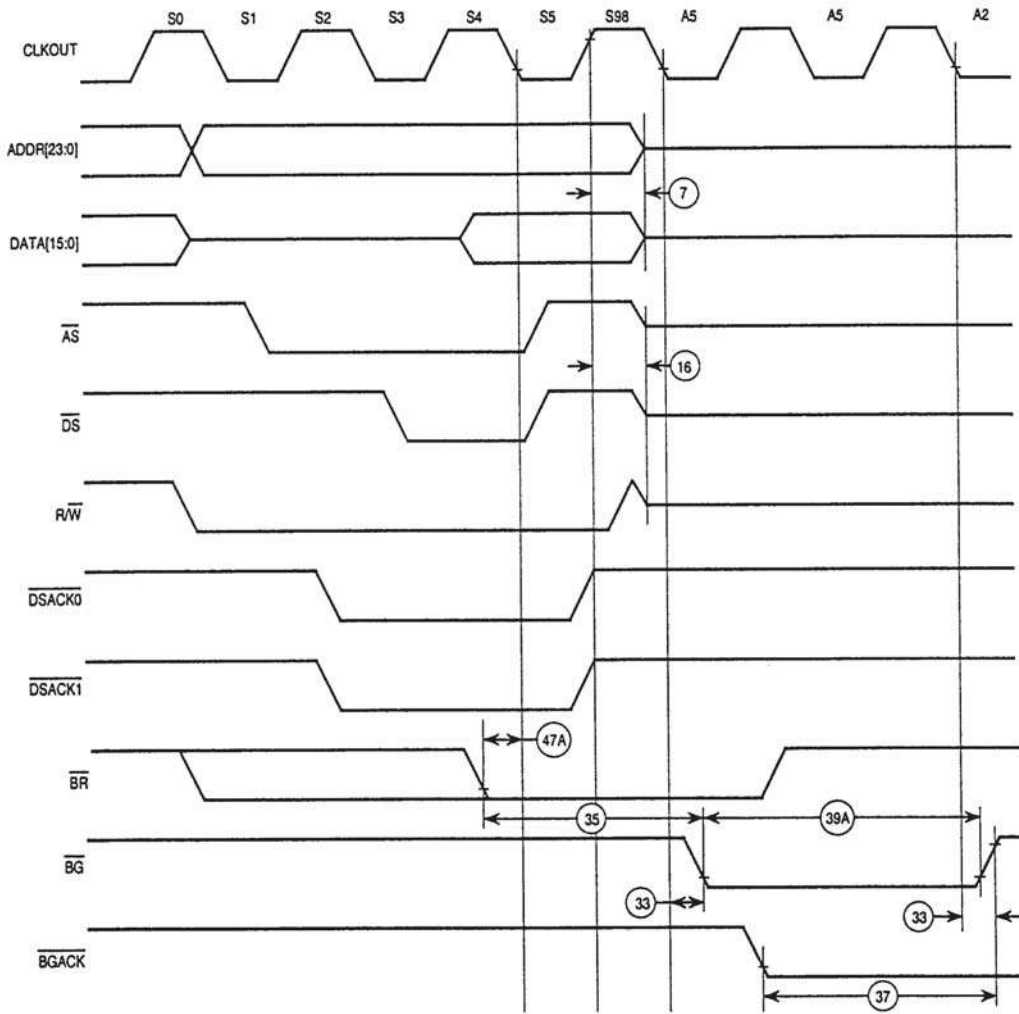 S0 S1 S2 S3 S4 S5 S98 A5 A5 A2
CLKOUT
ADDR[23:0]
7
DATA[15:0]
AS
16
DS
R/W
DSACK0
DSACK1
47A
BR
35 39A
BG
33 33
BGACK
37